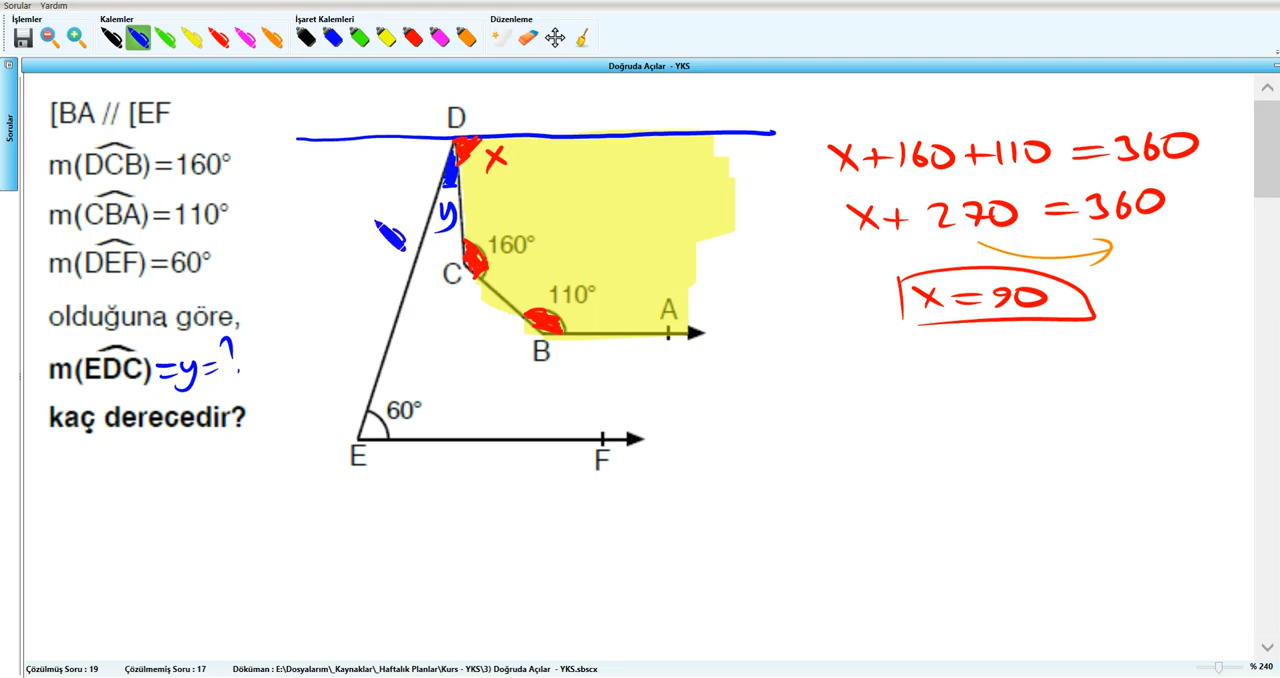 Sorular Yardım
İşlemler Kalemler İşaret Kalemleri Düzenleme
Doğruda Açılar - YKS
Sorular
[BA // [EF
m(DCB)=160°
m(CBA)=110°
m(DEF)=60°
olduğuna göre,
m(EDC)=y=?
kaç derecedir?
D
x
y
160°
C
110°
A
B
60°
E
F
x+160+110=360
x+270=360
x=90
Çözülmüş Soru : 19 Çözülmemiş Soru : 17 Döküman : E:\Dosyalarım\_Kaynaklar\_Haftalık Planlar\Kurs - YKS\3) Doğruda Açılar - YKS.sbscx % 240